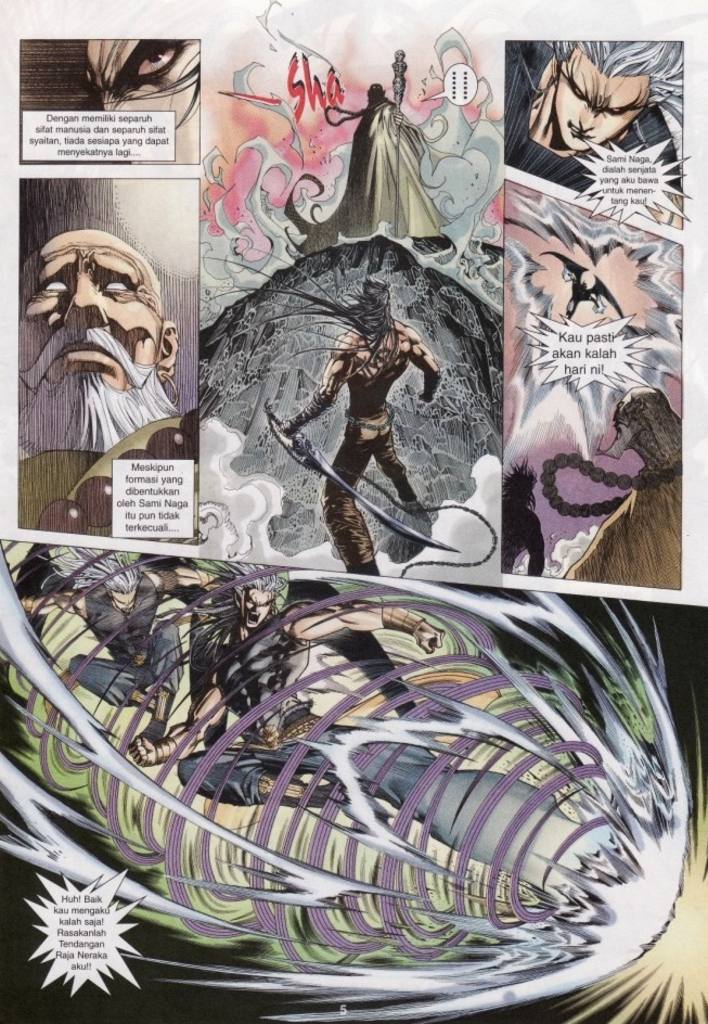 Dengan memiliki separuh
sifat manusia dan separuh sifat
syaitan, tiada sesiapa yang dapat
menyekatnya lagi....
Sha
Sami Naga,
dialah senjata
yang aku bawa
untuk menen-
tang kau!
Kau pasti
akan kalah
hari ni!
Meskipun
formasi yang
dibentukkan
oleh Sami Naga
itu pun tidak
terkecuali....
Huh! Baik
kau mengaku
kalah saja!
Rasakanlah
Tendangan
Raja Neraka
aku!!
5